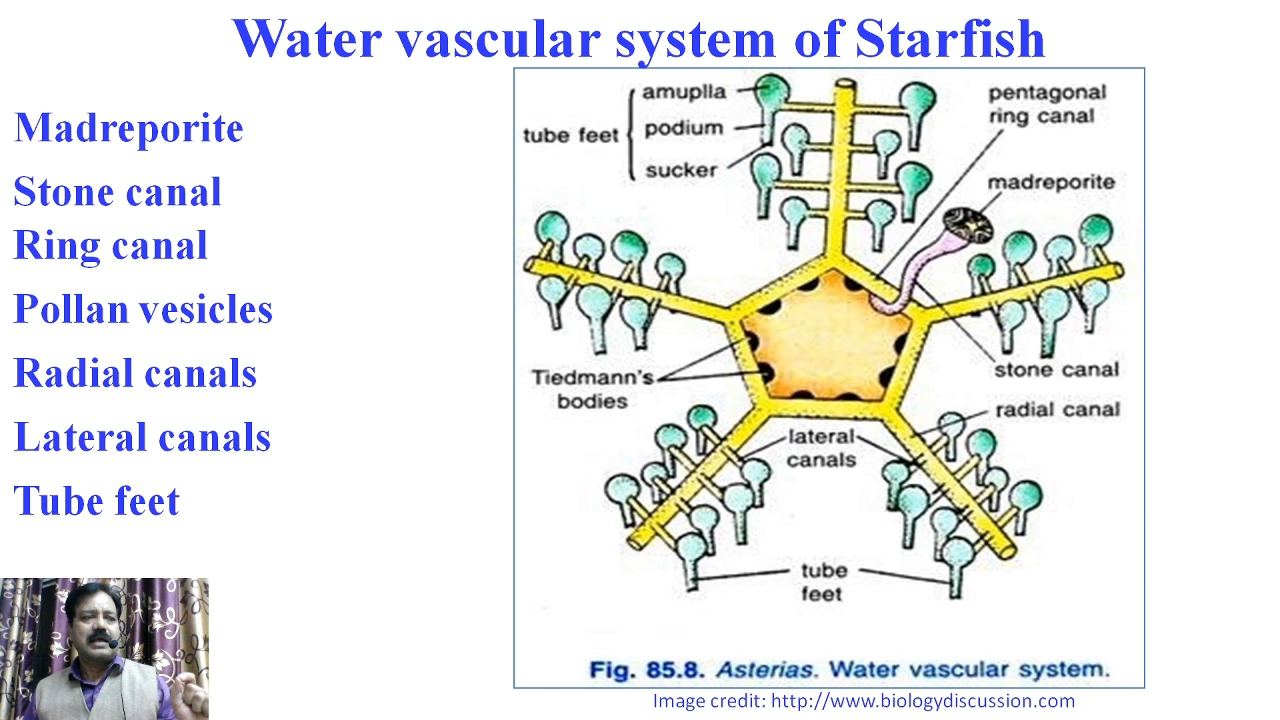 Water vascular system of Starfish
Madreporite
Stone canal
Ring canal
Pollan vesicles
Radial canals
Lateral canals
Tube feet
tube feet
amuplla
podium
sucker
pentagonal
ring canal
madreporite
Tiedmann's
bodies
stone canal
radial canal
lateral
canals
tube
feet
Fig. 85.8. Asterias. Water vascular system.
Image credit: http://www.biologydiscussion.com